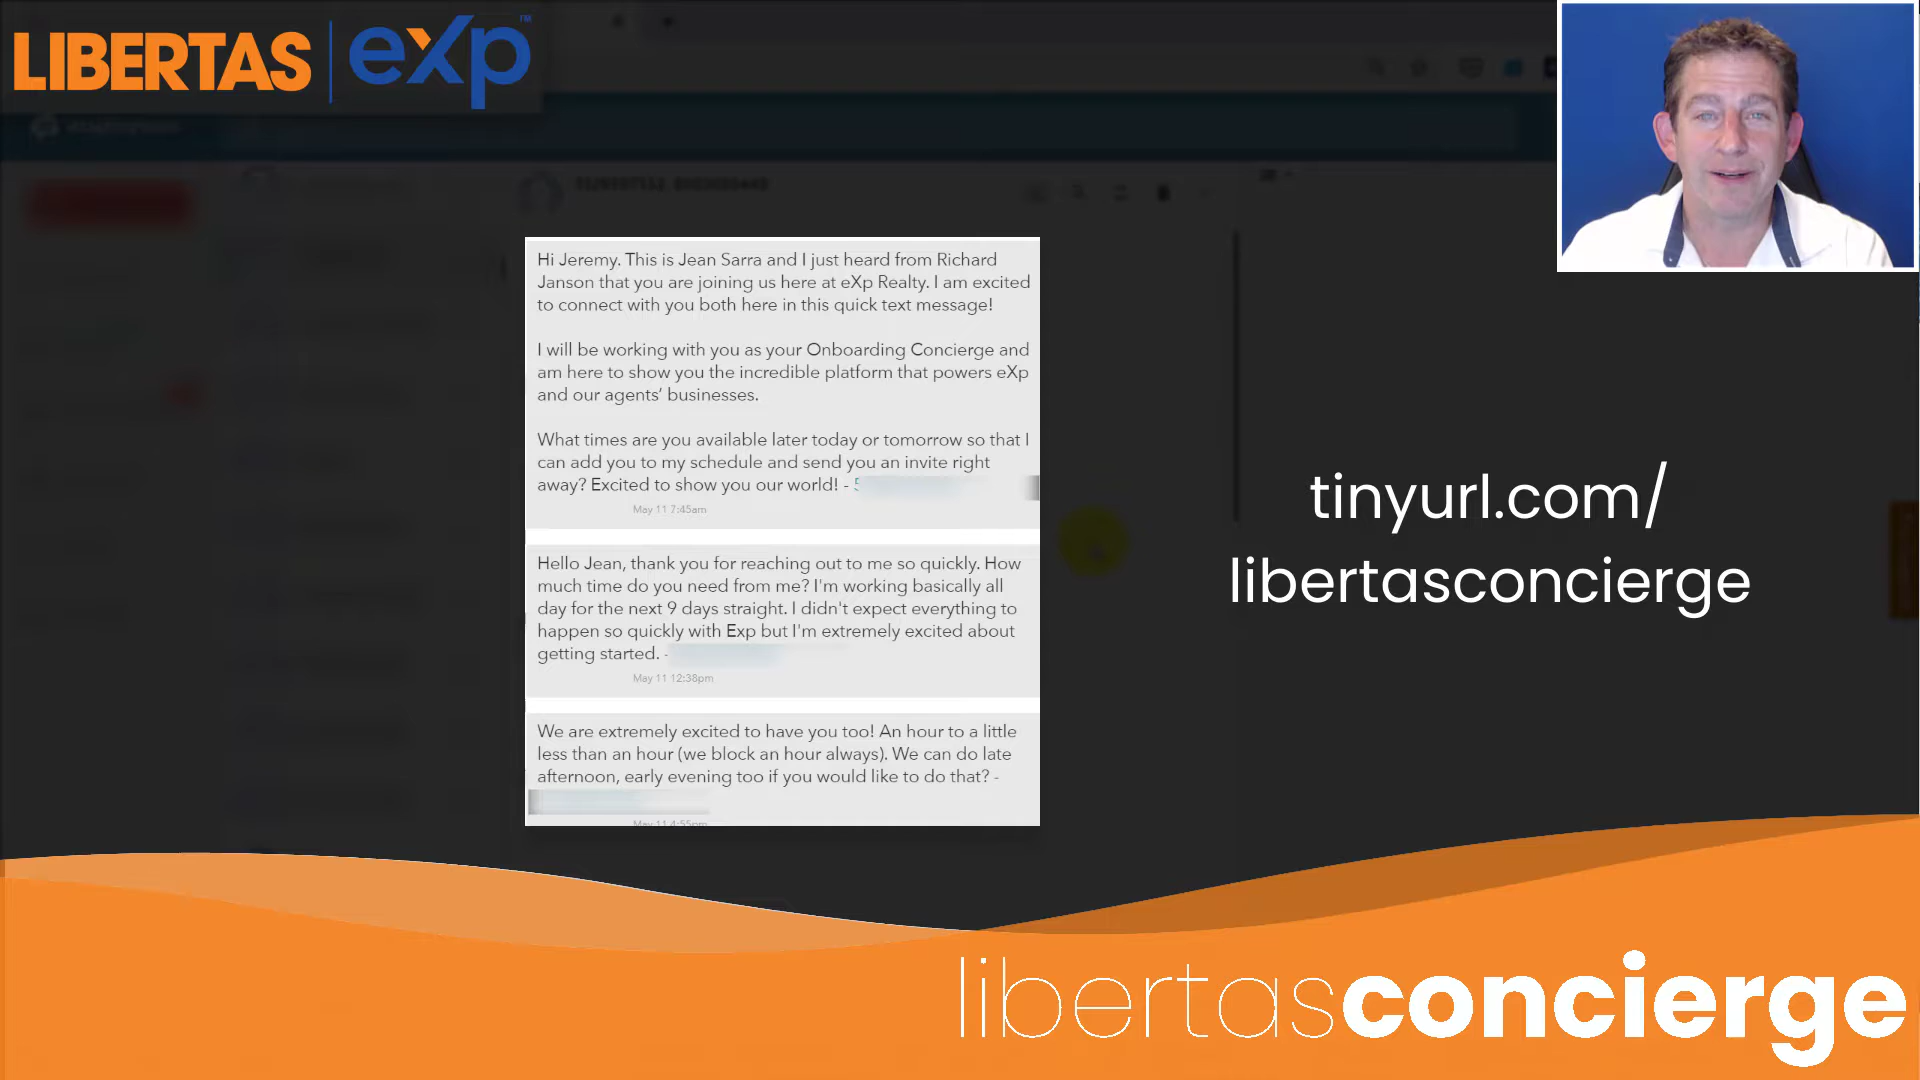 LIBERTAS eXp™
Hi Jeremy. This is Jean Sarra and I just heard from Richard
Janson that you are joining us here at eXp Realty. I am excited
to connect with you both here in this quick text message!
I will be working with you as your Onboarding Concierge and
am here to show you the incredible platform that powers eXp
and our agents’ businesses.
What times are you available later today or tomorrow so that I
can add you to my schedule and send you an invite right
away? Excited to show you our world! -
May 11 7:45am
Hello Jean, thank you for reaching out to me so quickly. How
much time do you need from me? I'm working basically all
day for the next 9 days straight. I didn't expect everything to
happen so quickly with Exp but I'm extremely excited about
getting started. -
May 11 12:38pm
We are extremely excited to have you too! An hour to a little
less than an hour (we block an hour always). We can do late
afternoon, early evening too if you would like to do that? -
May 11 4:55pm
tinyurl.com/
libertasconcierge
libertasconcierge